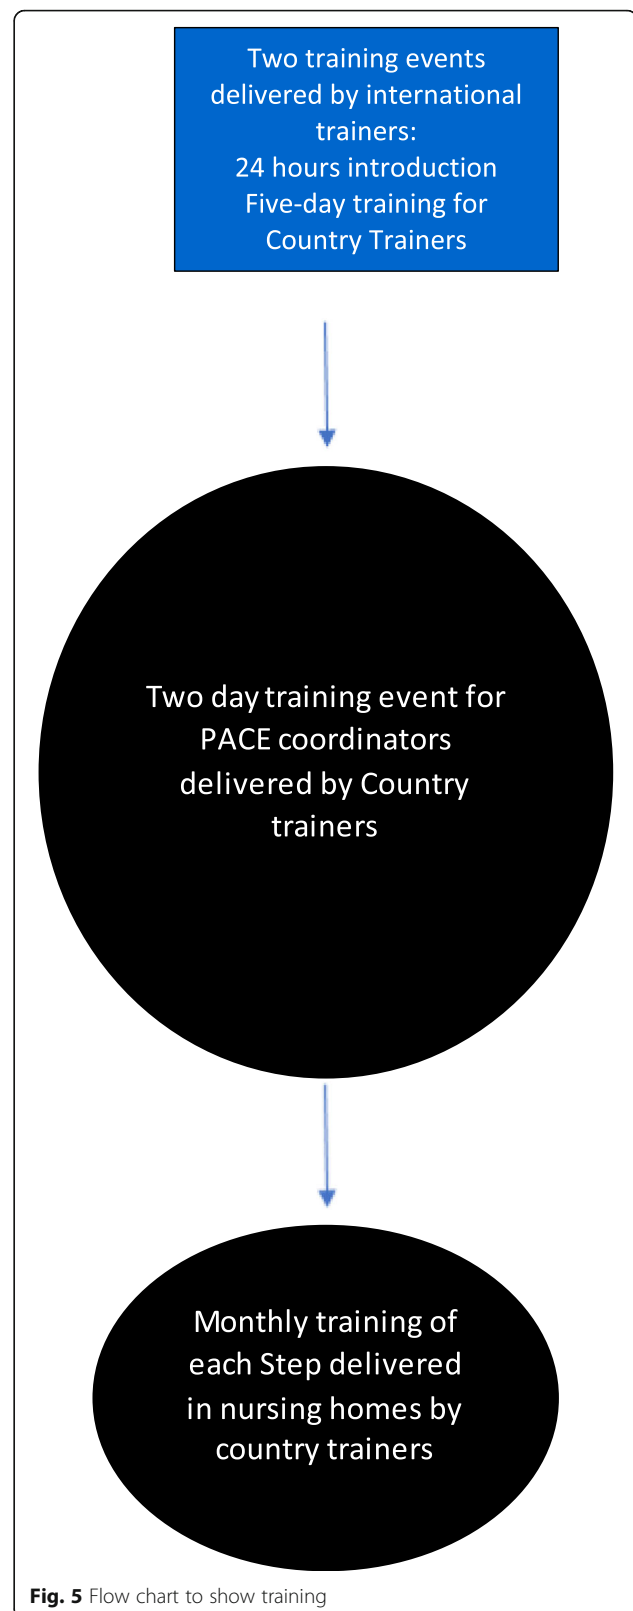 Two training events
delivered by international
trainers:
24 hours introduction
Five-day training for
Country Trainers
Two day training event for
PACE coordinators
delivered by Country
trainers
Monthly training of
each Step delivered
in nursing homes by
country trainers
Fig. 5 Flow chart to show training